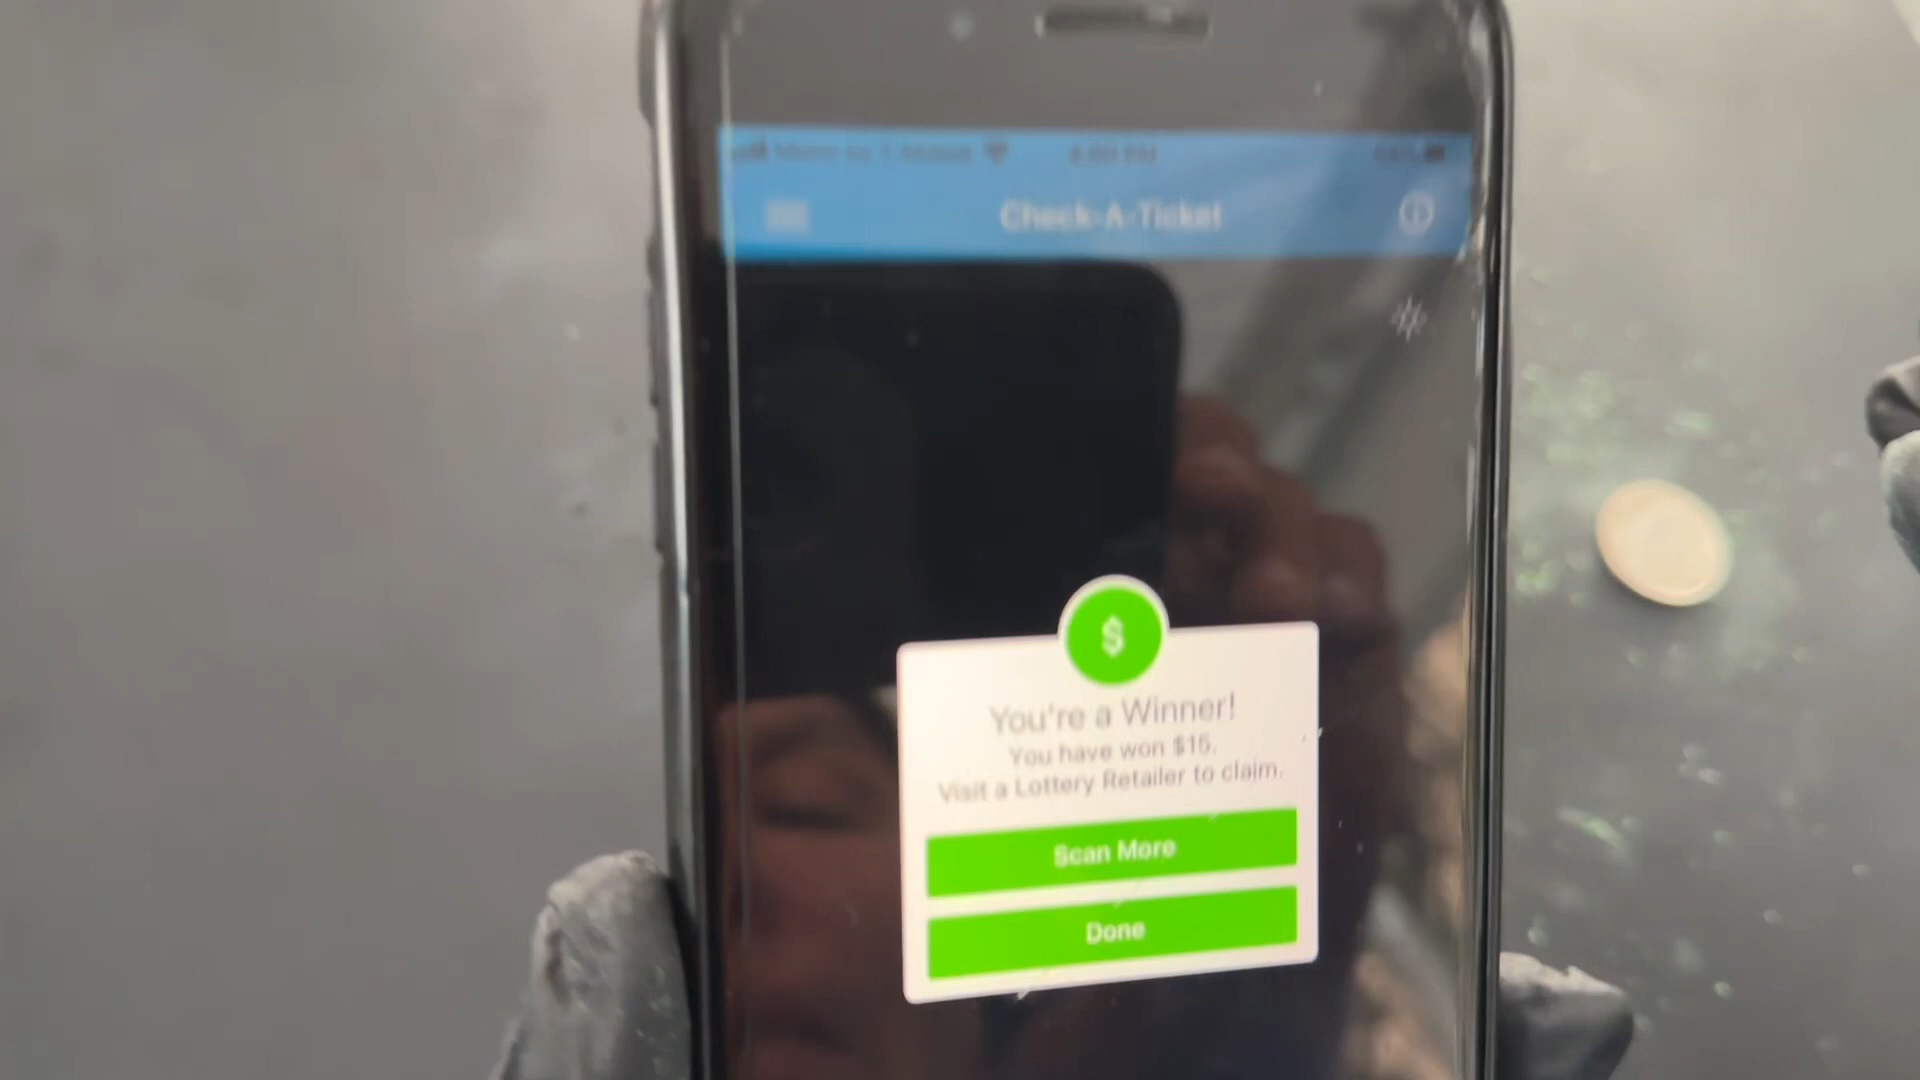 Check-A-Ticket
$
You're a Winner!
You have won $15.
Visit a Lottery Retailer to claim.
Scan More
Done